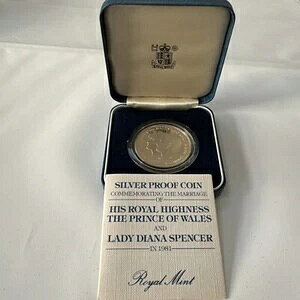 SILVER PROOF COIN
COMMEMORATING THE MARRIAGE
OF
HIS ROYAL HIGHNESS
THE PRINCE OF WALES
AND
LADY DIANA SPENCER
IN 1981
Royal Mint